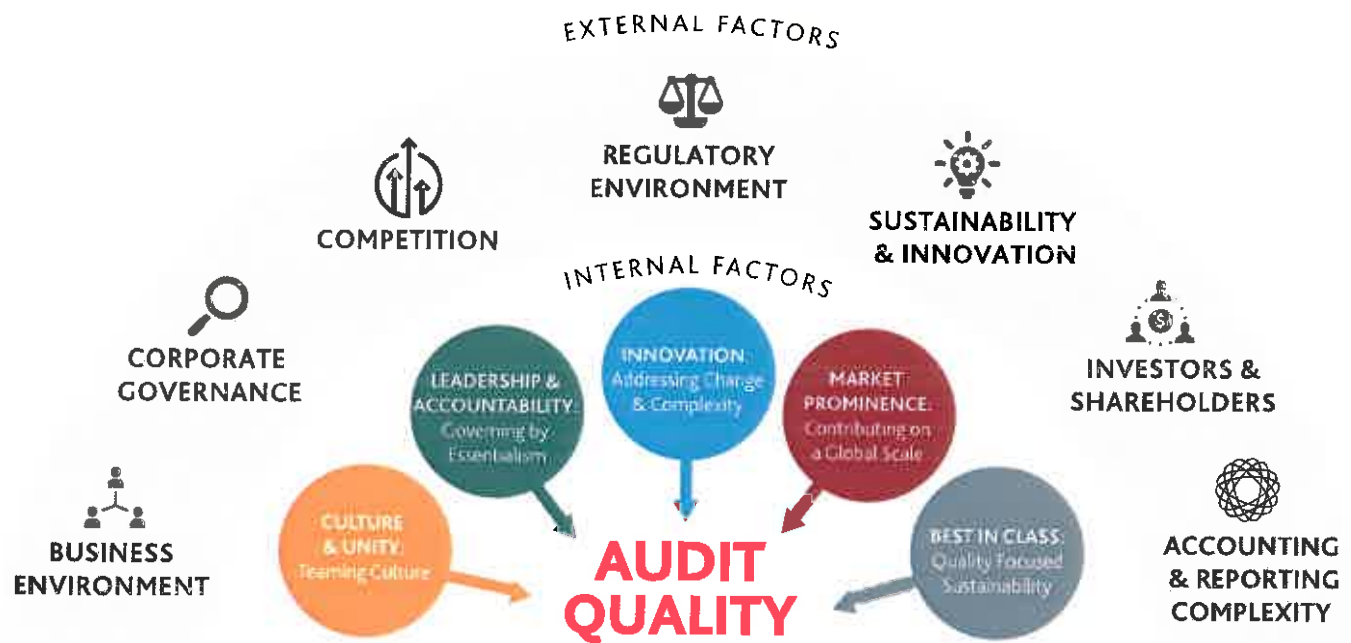 EXTERNAL FACTORS
REGULATORY
ENVIRONMENT
COMPETITION
SUSTAINABILITY
& INNOVATION
CORPORATE
GOVERNANCE
INVESTORS &
SHAREHOLDERS
BUSINESS
ENVIRONMENT
ACCOUNTING
& REPORTING
COMPLEXITY
INTERNAL FACTORS
CULTURE
& UNITY:
Teaming Culture
LEADERSHIP &
ACCOUNTABILITY:
Governing by
Essentialism
INNOVATION:
Addressing Change
& Complexity
MARKET
PROMINENCE:
Contributing on
a Global Scale
BEST IN CLASS:
Quality Focused
Sustainability
AUDIT
QUALITY